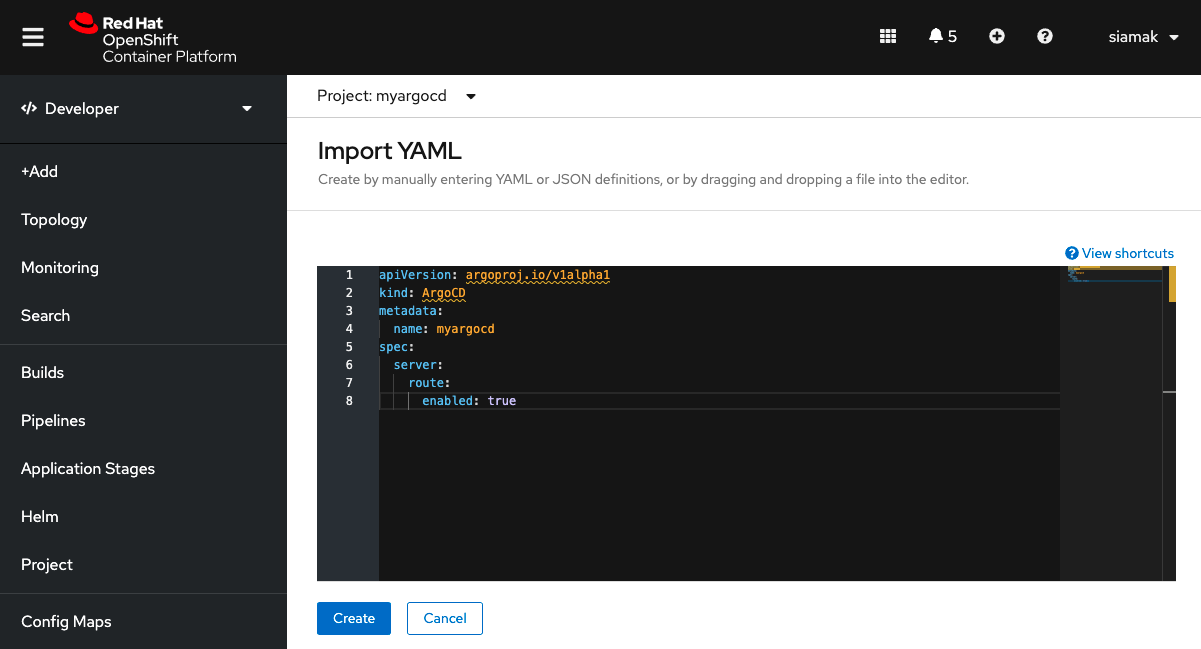 Red Hat
OpenShift
Container Platform
5
siamak
Developer
+Add
Topology
Monitoring
Search
Builds
Pipelines
Application Stages
Helm
Project
Config Maps
Project: myargocd
Import YAML
Create by manually entering YAML or JSON definitions, or by dragging and dropping a file into the editor.
View shortcuts
1 apiVersion: argoproj.io/v1alpha1
2 kind: ArgoCD
3 metadata:
4   name: myargocd
5 spec:
6   server:
7     route:
8       enabled: true
Create Cancel